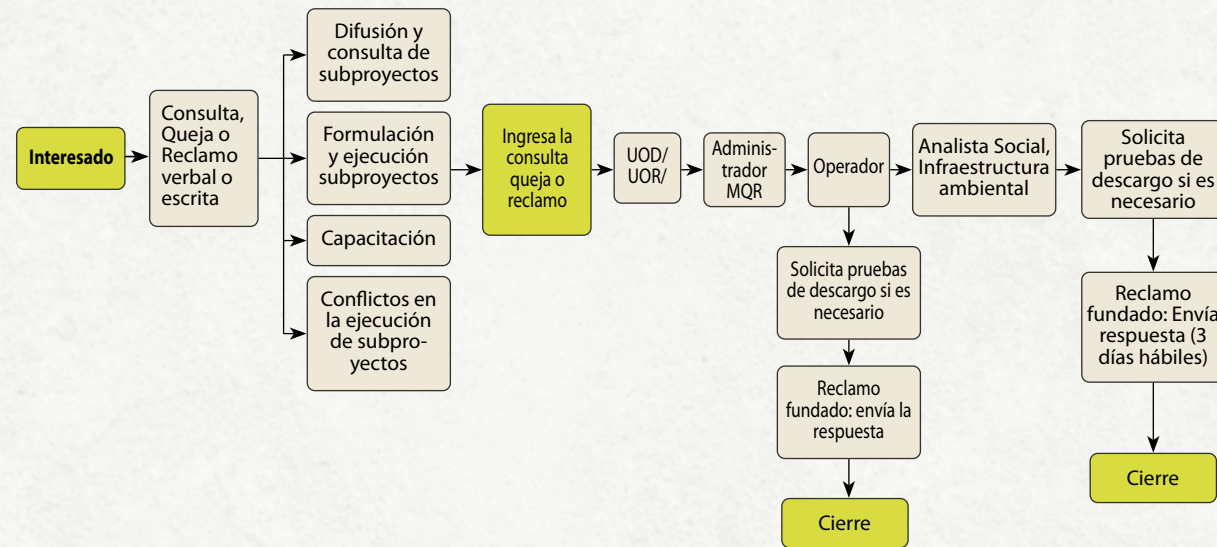 Interesado
Consulta,
Queja o
Reclamo
verbal o
escrita
Difusión y
consulta de
subproyectos
Formulación
y ejecución
subproyectos
Capacitación
Conflictos en
la ejecución
de subpro-
yectos
Ingresa la
consulta
queja o
reclamo
UOD/
UOR/
Adminis-
trador
MQR
Operador
Solicita pruebas
de descargo si es
necesario
Reclamo
fundado: envía la
respuesta
Cierre
Analista Social,
Infraestructura
ambiental
Solicita
pruebas de
descargo si es
necesario
Reclamo
fundado: Envía
respuesta (3
días hábiles)
Cierre